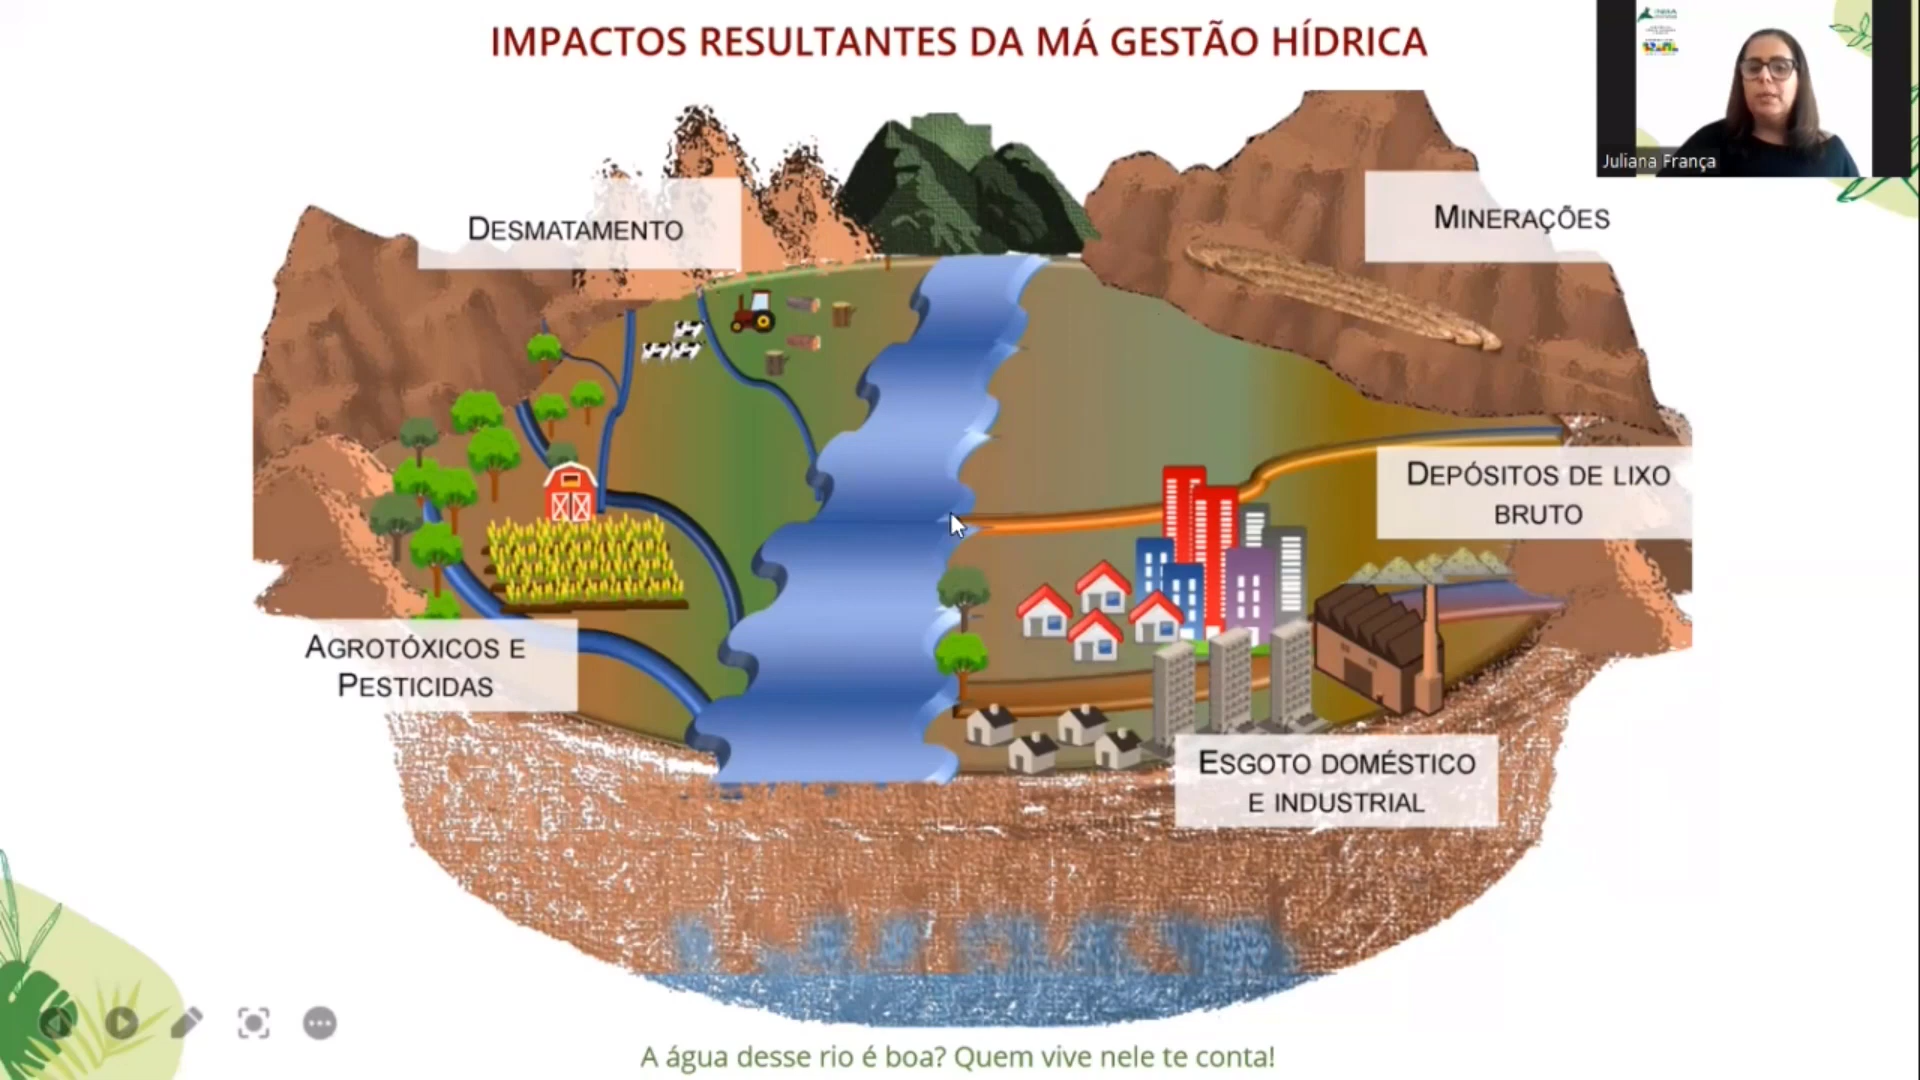 IMPACTOS RESULTANTES DA MÁ GESTÃO HÍDRICA
Juliana França
DESMATAMENTO
MINERAÇÕES
DEPÓSITOS DE LIXO
BRUTO
AGROTÓXICOS E
PESTICIDAS
ESGOTO DOMÉSTICO
E INDUSTRIAL
A água desse rio é boa? Quem vive nele te conta!